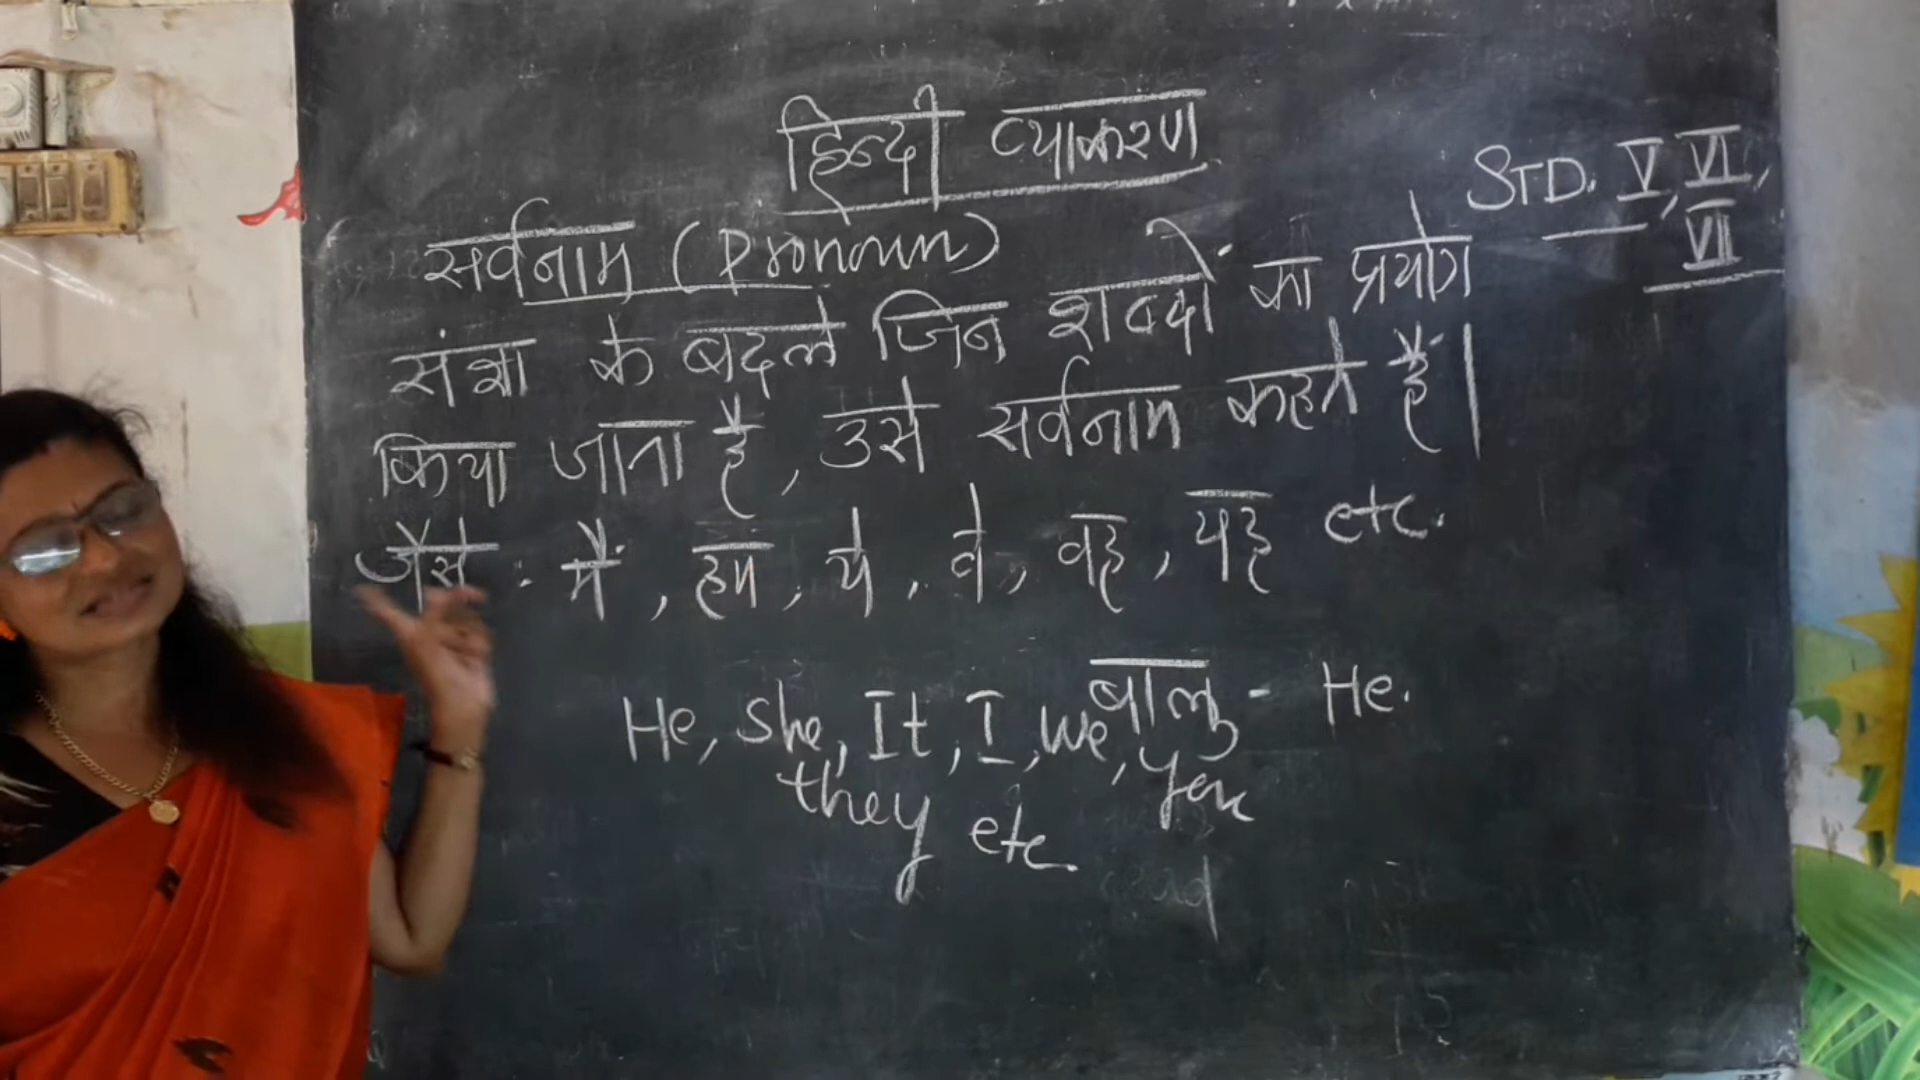 हिन्दी व्याकरण
STD. V, VI,
VII
सर्वनाम (Pronoun)
संज्ञा के बदले जिन शब्दों का प्रयोग
किया जाता है, उसे सर्वनाम कहते हैं।
जैसे : मैं, हम, ये, वे, वह, यह etc.
बालु - He.
He, She, It, I, We, You
they etc.